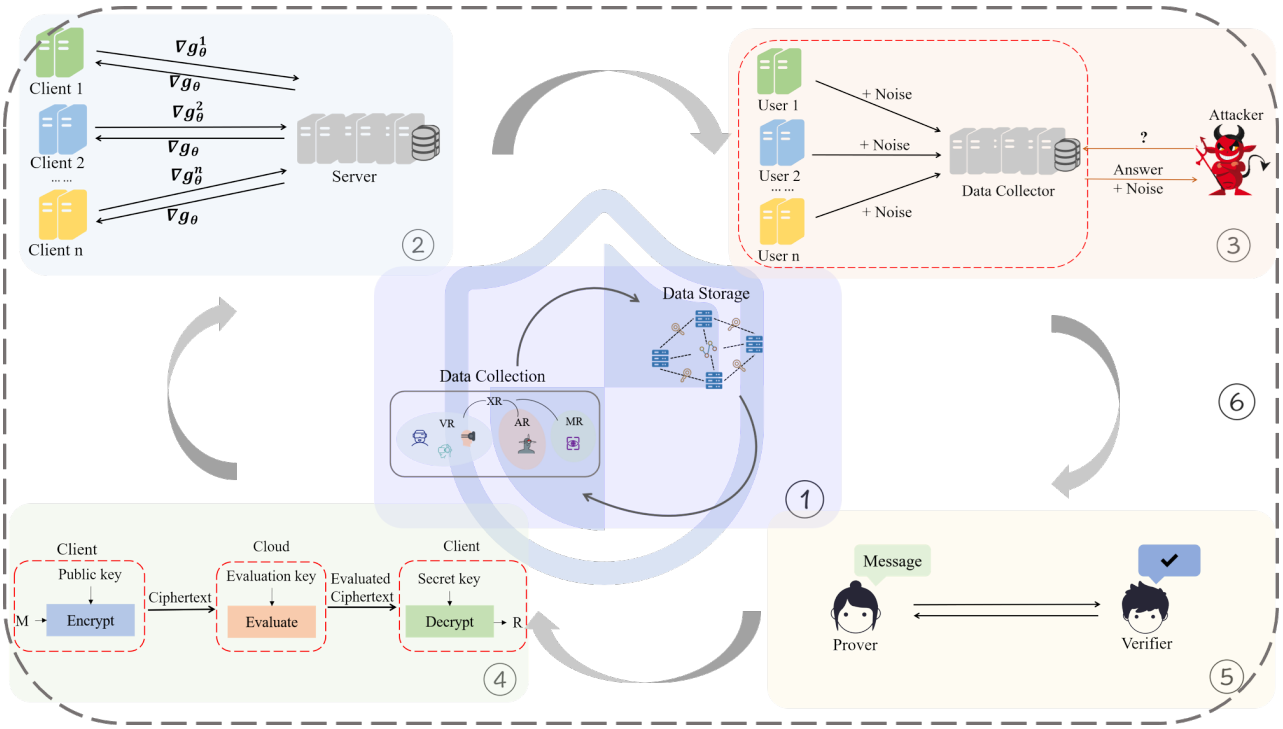 ∇g_θ^1
∇g_θ
Client 1
∇g_θ^2
∇g_θ
Client 2
... ...
∇g_θ^n
∇g_θ
Client n
Server
②
User 1
+ Noise
User 2
+ Noise
... ...
User n
+ Noise
Data Collector
?
Answer
+ Noise
Attacker
③
Data Storage
Data Collection
XR
VR
AR
MR
①
⑥
Client
Public key
M
Encrypt
Ciphertext
Cloud
Evaluation key
Evaluate
Evaluated
Ciphertext
Client
Secret key
Decrypt
R
④
Message
Prover
Verifier
⑤